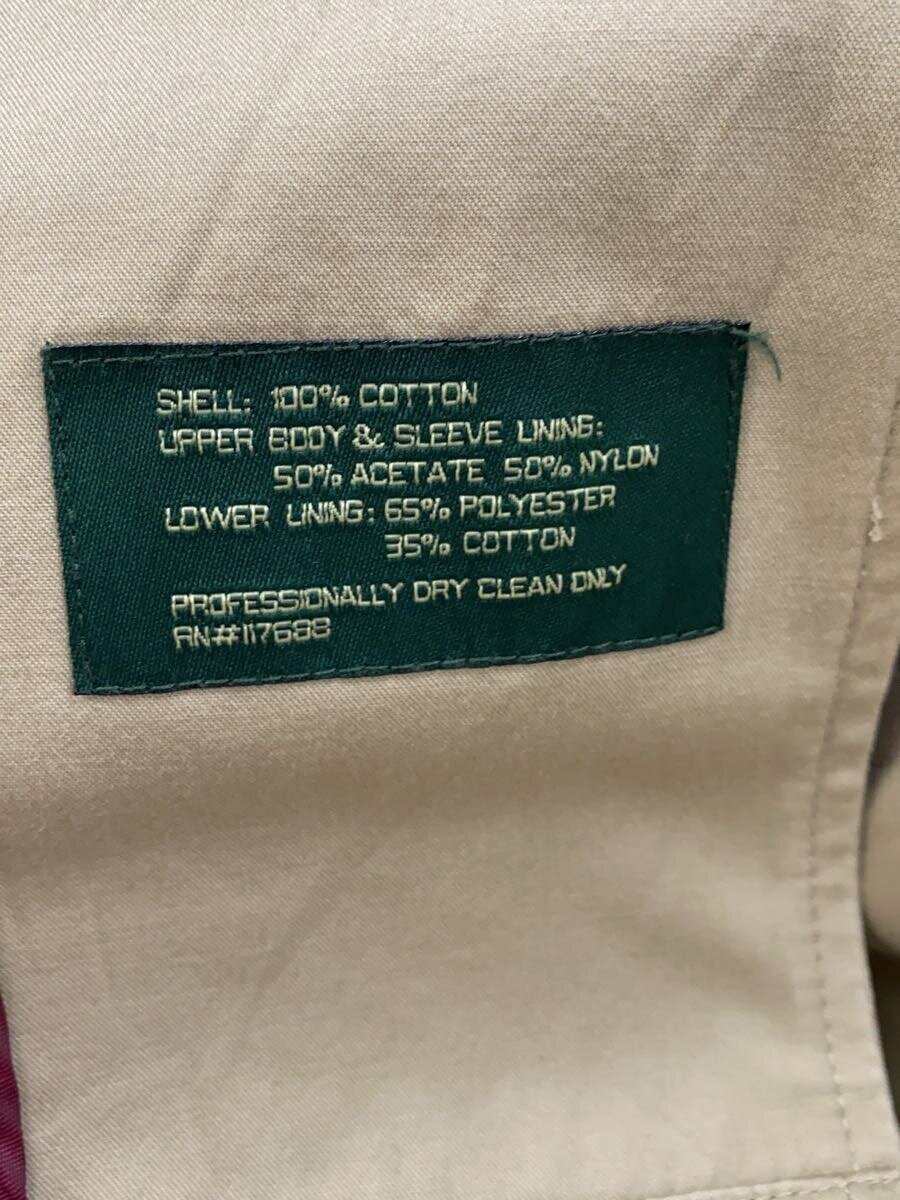 SHELL: 100% COTTON
UPPER BODY & SLEEVE LINING:
50% ACETATE 50% NYLON
LOWER LINING: 65% POLYESTER
35% COTTON
PROFESSIONALLY DRY CLEAN ONLY
RN#117688